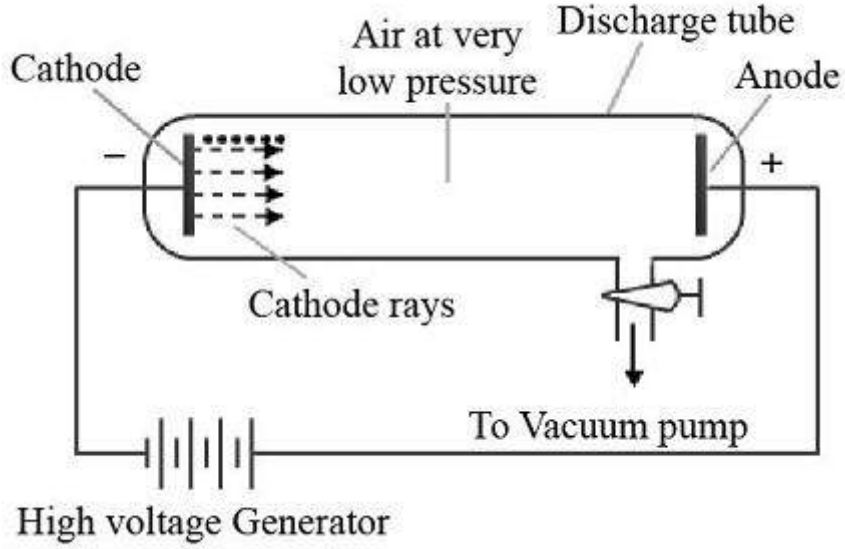 Discharge tube
Air at very
low pressure
Cathode
Anode
−
+
Cathode rays
To Vacuum pump
High voltage Generator